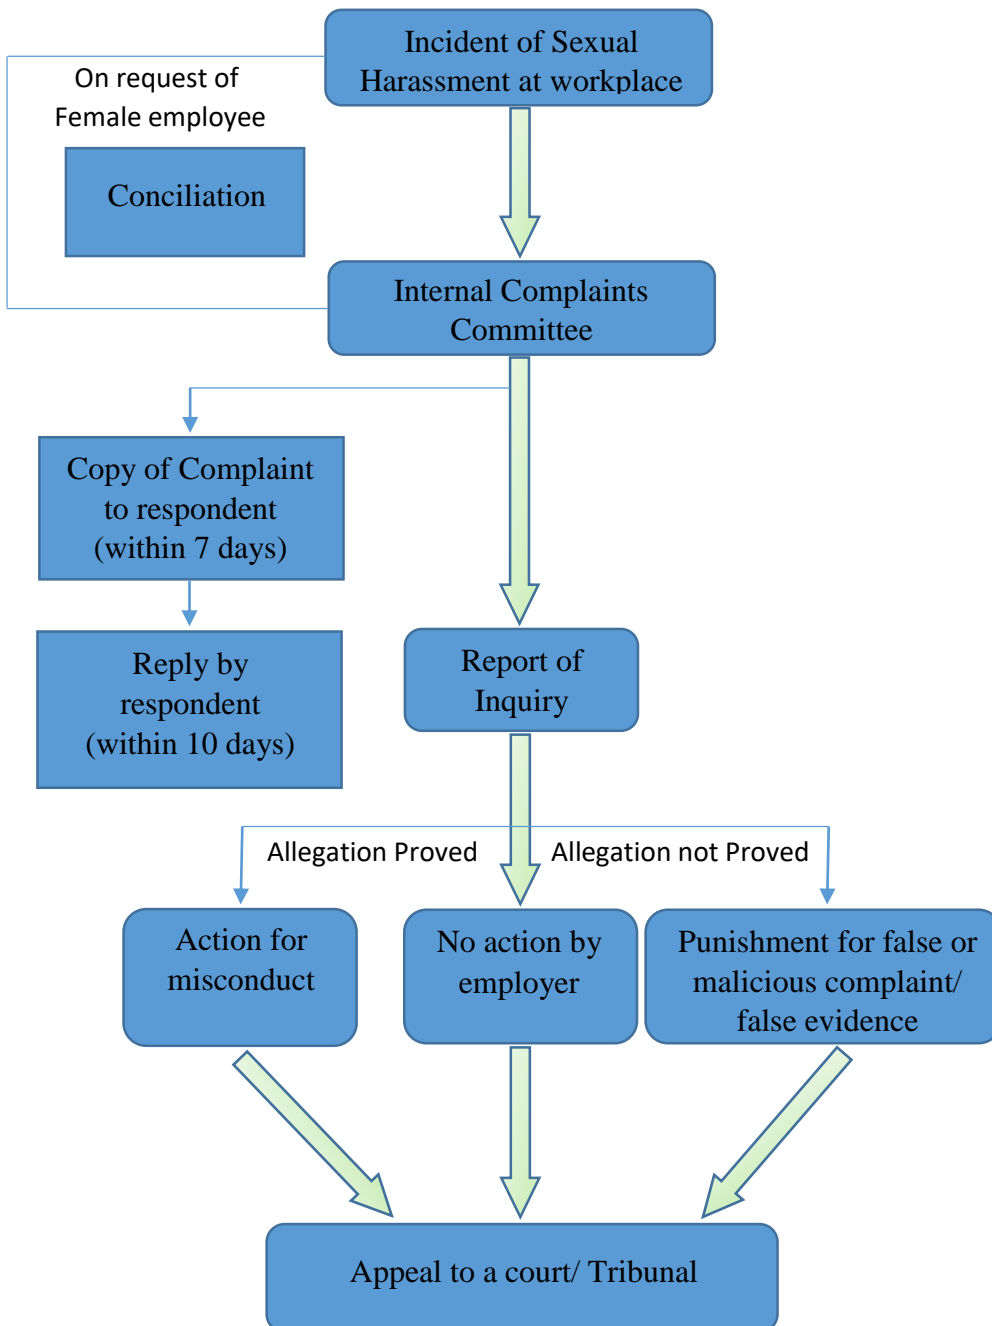 Incident of Sexual
Harassment at workplace
On request of
Female employee
Conciliation
Internal Complaints
Committee
Copy of Complaint
to respondent
(within 7 days)
Reply by
respondent
(within 10 days)
Report of
Inquiry
Allegation Proved
Allegation not Proved
Action for
misconduct
No action by
employer
Punishment for false or
malicious complaint/
false evidence
Appeal to a court/ Tribunal